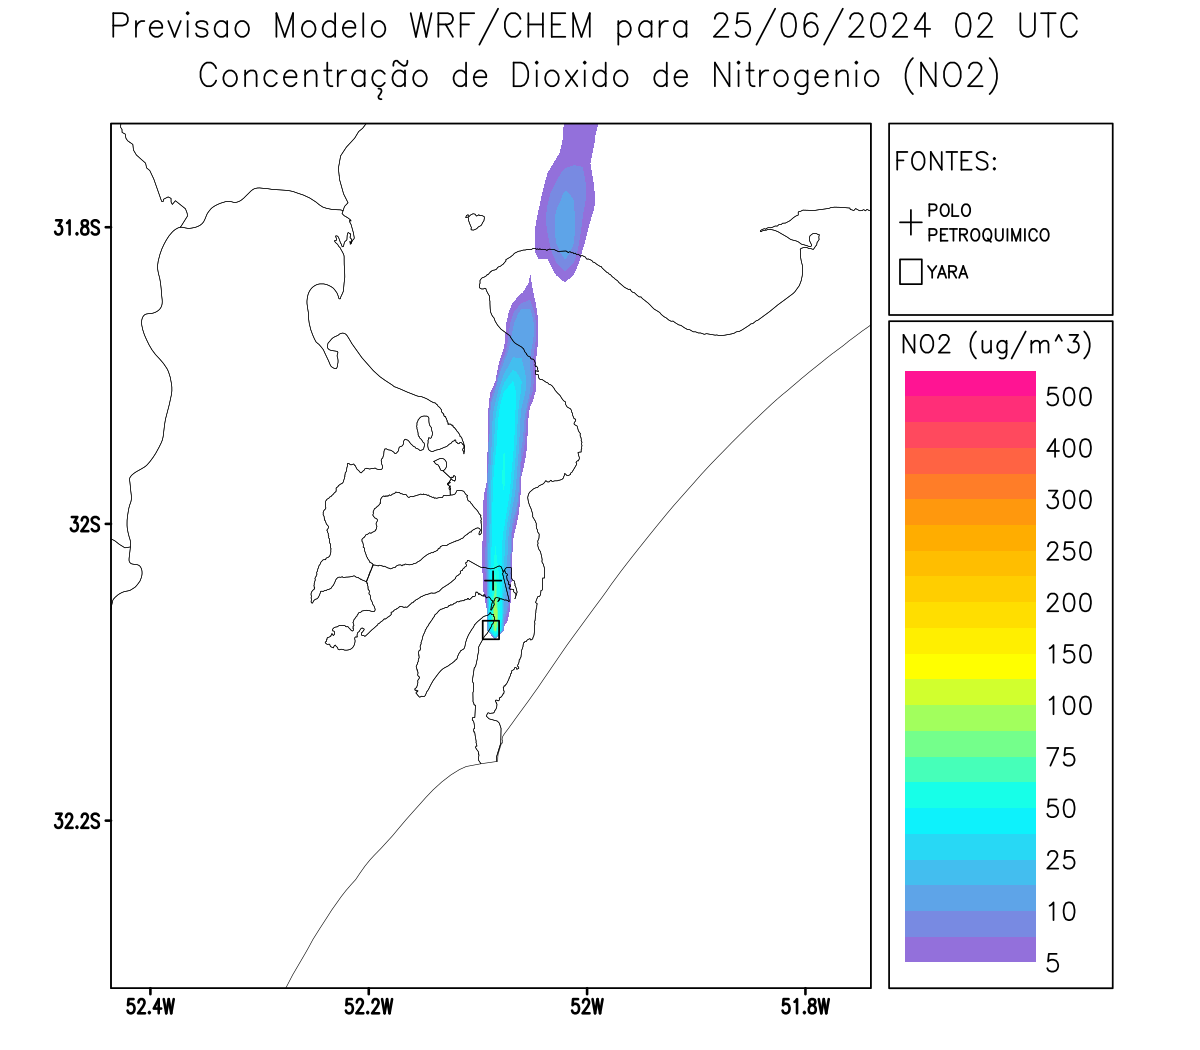 Previsao Modelo WRF/CHEM para 25/06/2024 02 UTC
Concentração de Dioxido de Nitrogenio (NO2)
FONTES:
POLO
PETROQUIMICO
YARA
NO2 (ug/m^3)
500
400
300
250
200
150
100
75
50
25
10
5
31.8S
32S
32.2S
52.4W
52.2W
52W
51.8W